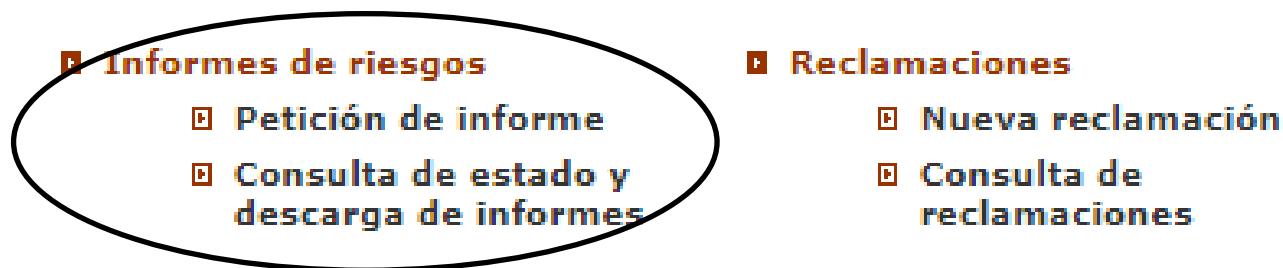 Informes de riesgos
Petición de informe
Consulta de estado y
descarga de informes
Reclamaciones
Nueva reclamación
Consulta de
reclamaciones